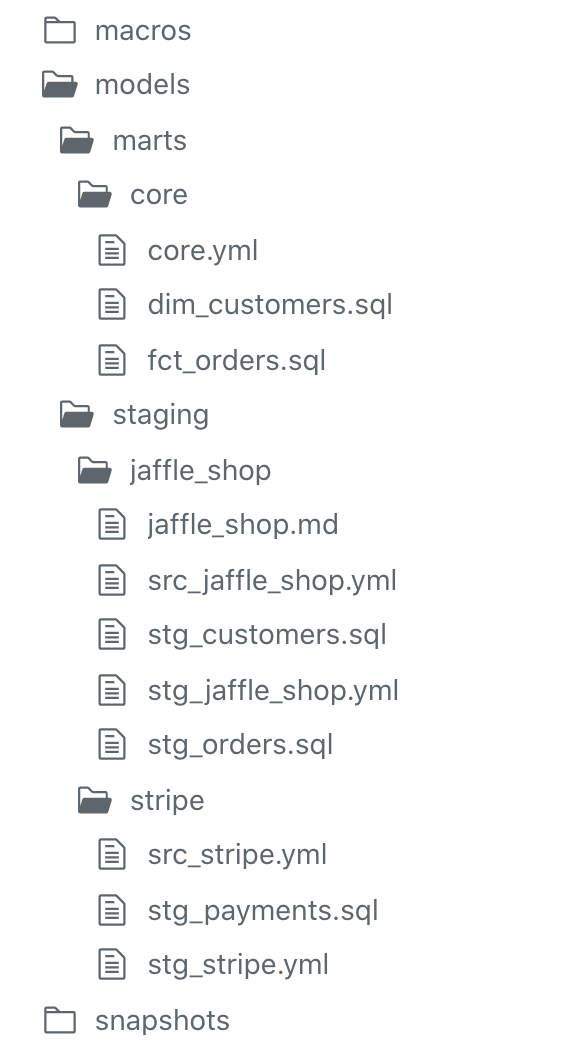 macros
models
marts
core
core.yml
dim_customers.sql
fct_orders.sql
staging
jaffle_shop
jaffle_shop.md
src_jaffle_shop.yml
stg_customers.sql
stg_jaffle_shop.yml
stg_orders.sql
stripe
src_stripe.yml
stg_payments.sql
stg_stripe.yml
snapshots